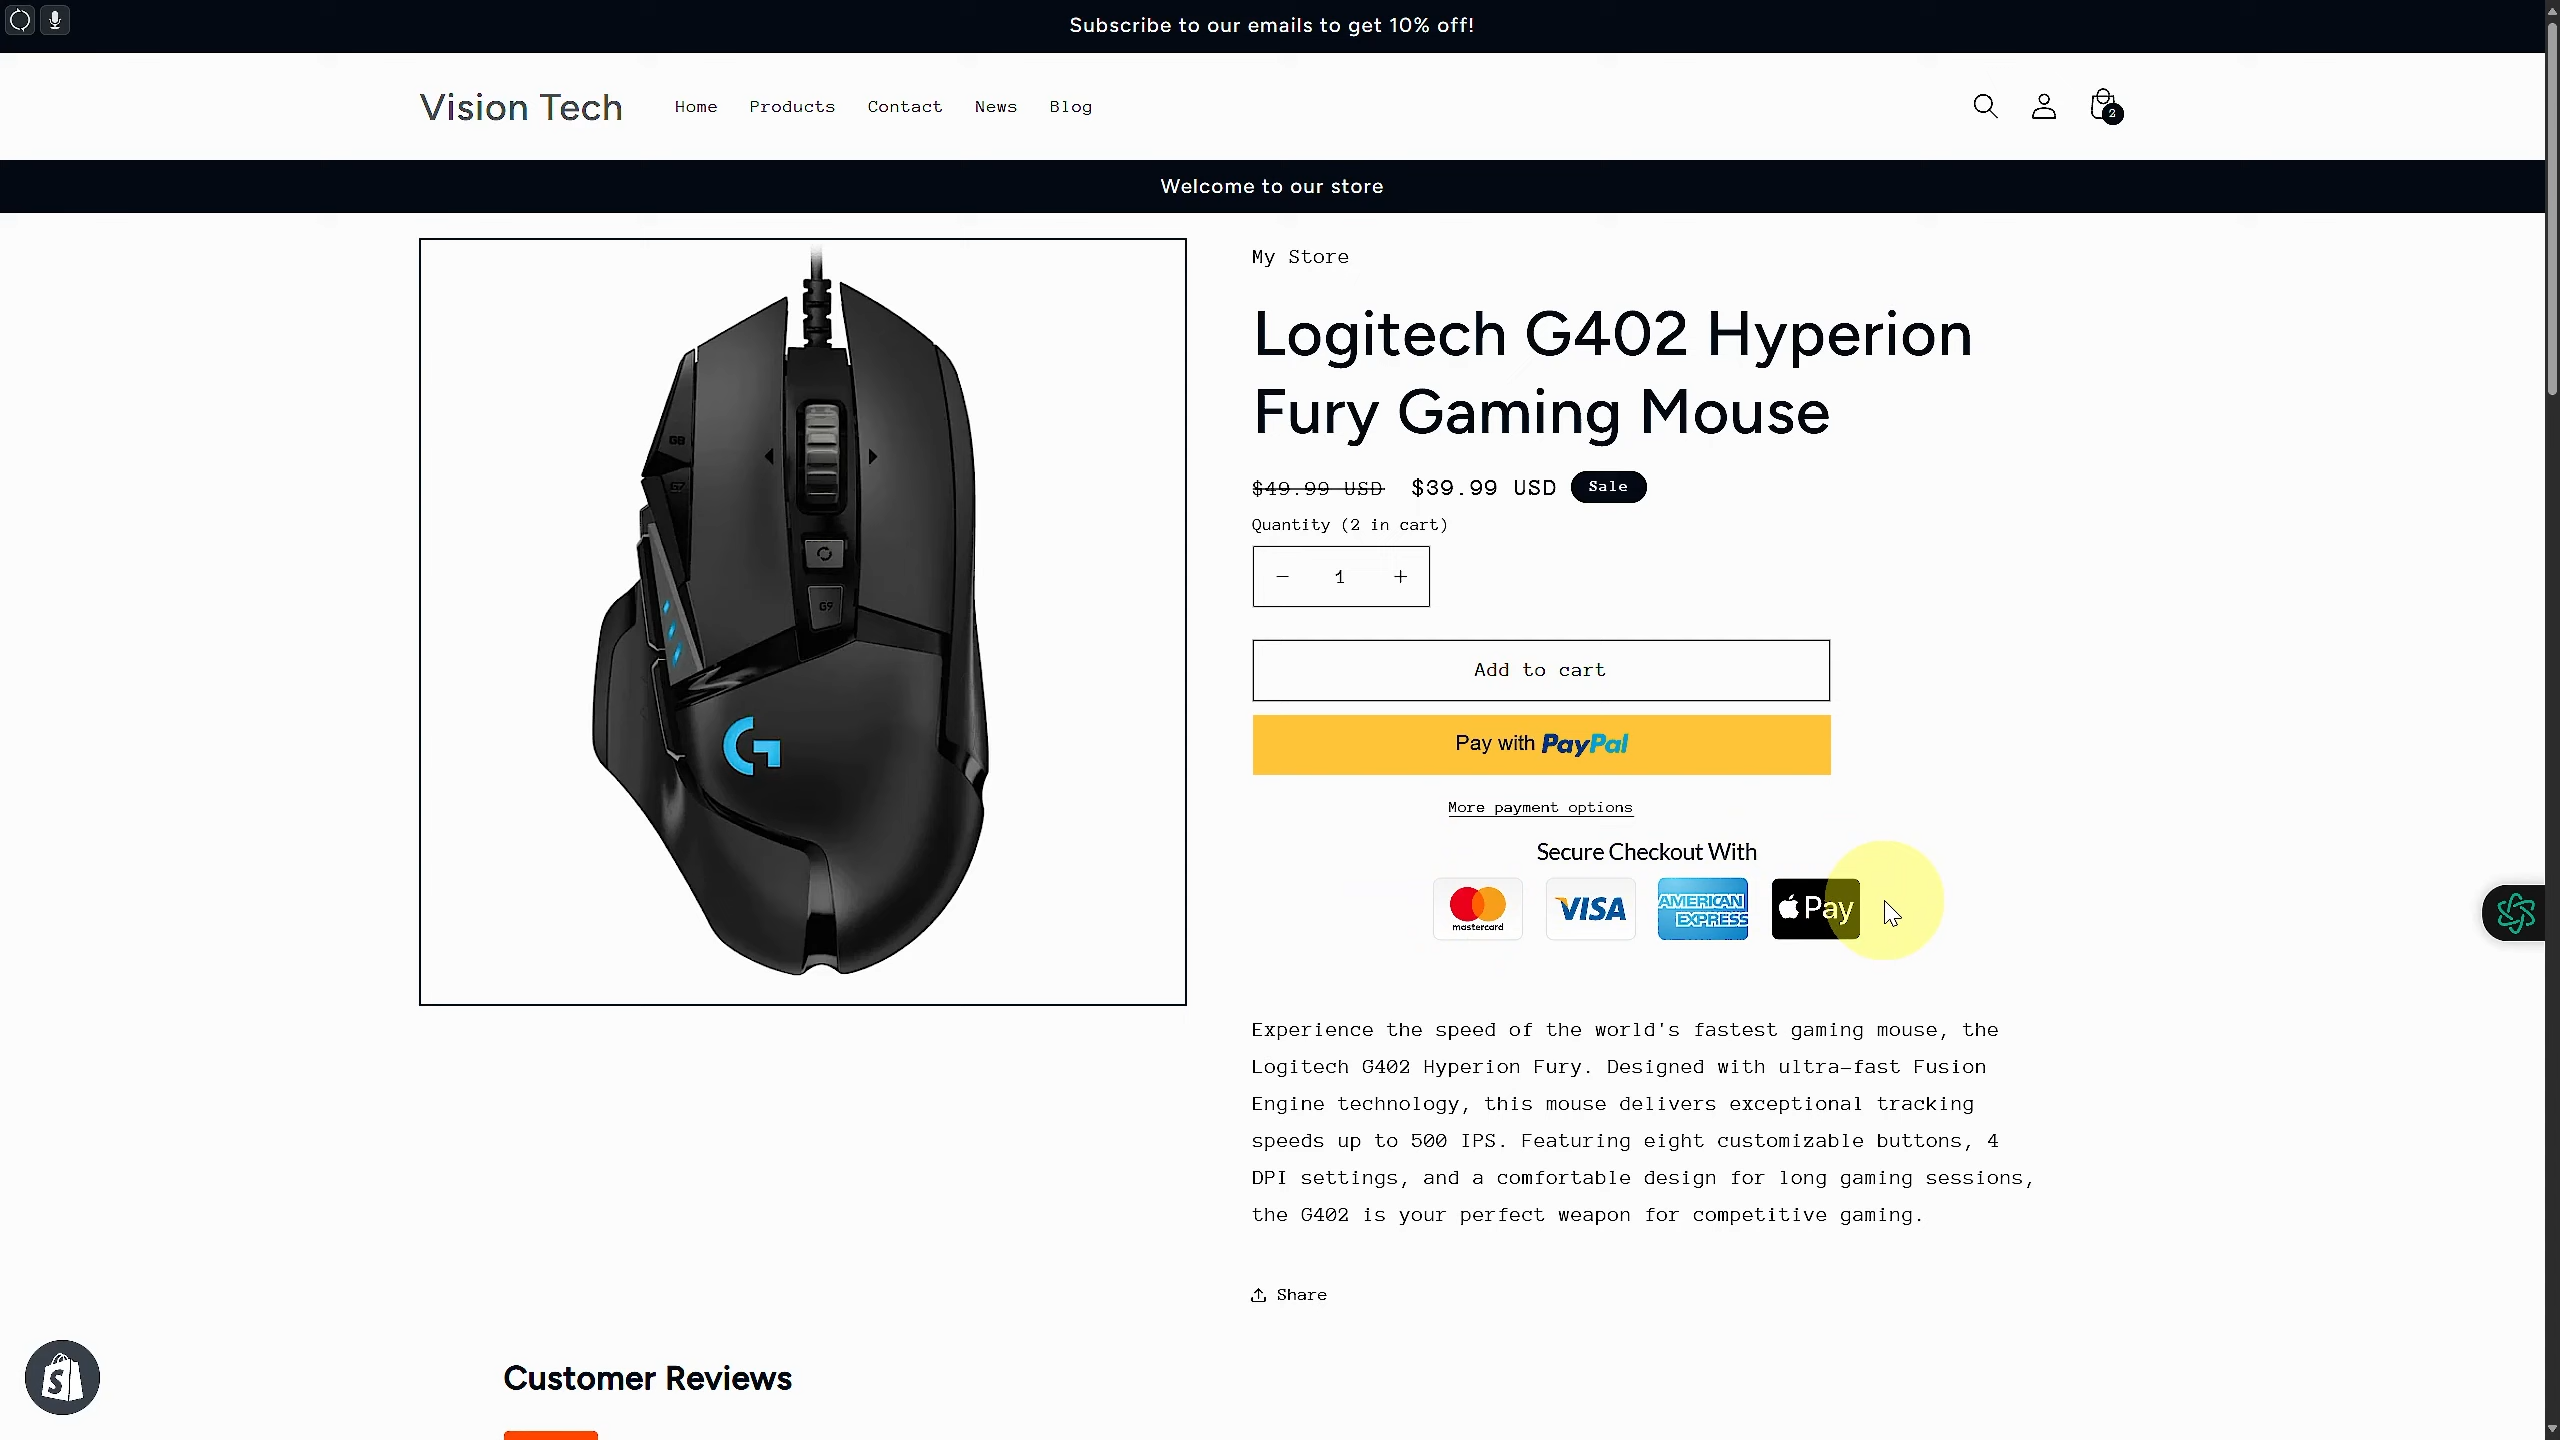 Subscribe to our emails to get 10% off!
Vision Tech
Home
Products
Contact
News
Blog
2
Welcome to our store
My Store
Logitech G402 Hyperion
Fury Gaming Mouse
$49.99 USD $39.99 USD Sale
Quantity (2 in cart)
− 1 +
G8
G7
G9
Add to cart
Pay with PayPal
More payment options
Secure Checkout With
mastercard
VISA
AMERICAN
EXPRESS
Pay
Experience the speed of the world's fastest gaming mouse, the
Logitech G402 Hyperion Fury. Designed with ultra-fast Fusion
Engine technology, this mouse delivers exceptional tracking
speeds up to 500 IPS. Featuring eight customizable buttons, 4
DPI settings, and a comfortable design for long gaming sessions,
the G402 is your perfect weapon for competitive gaming.
Share
Customer Reviews